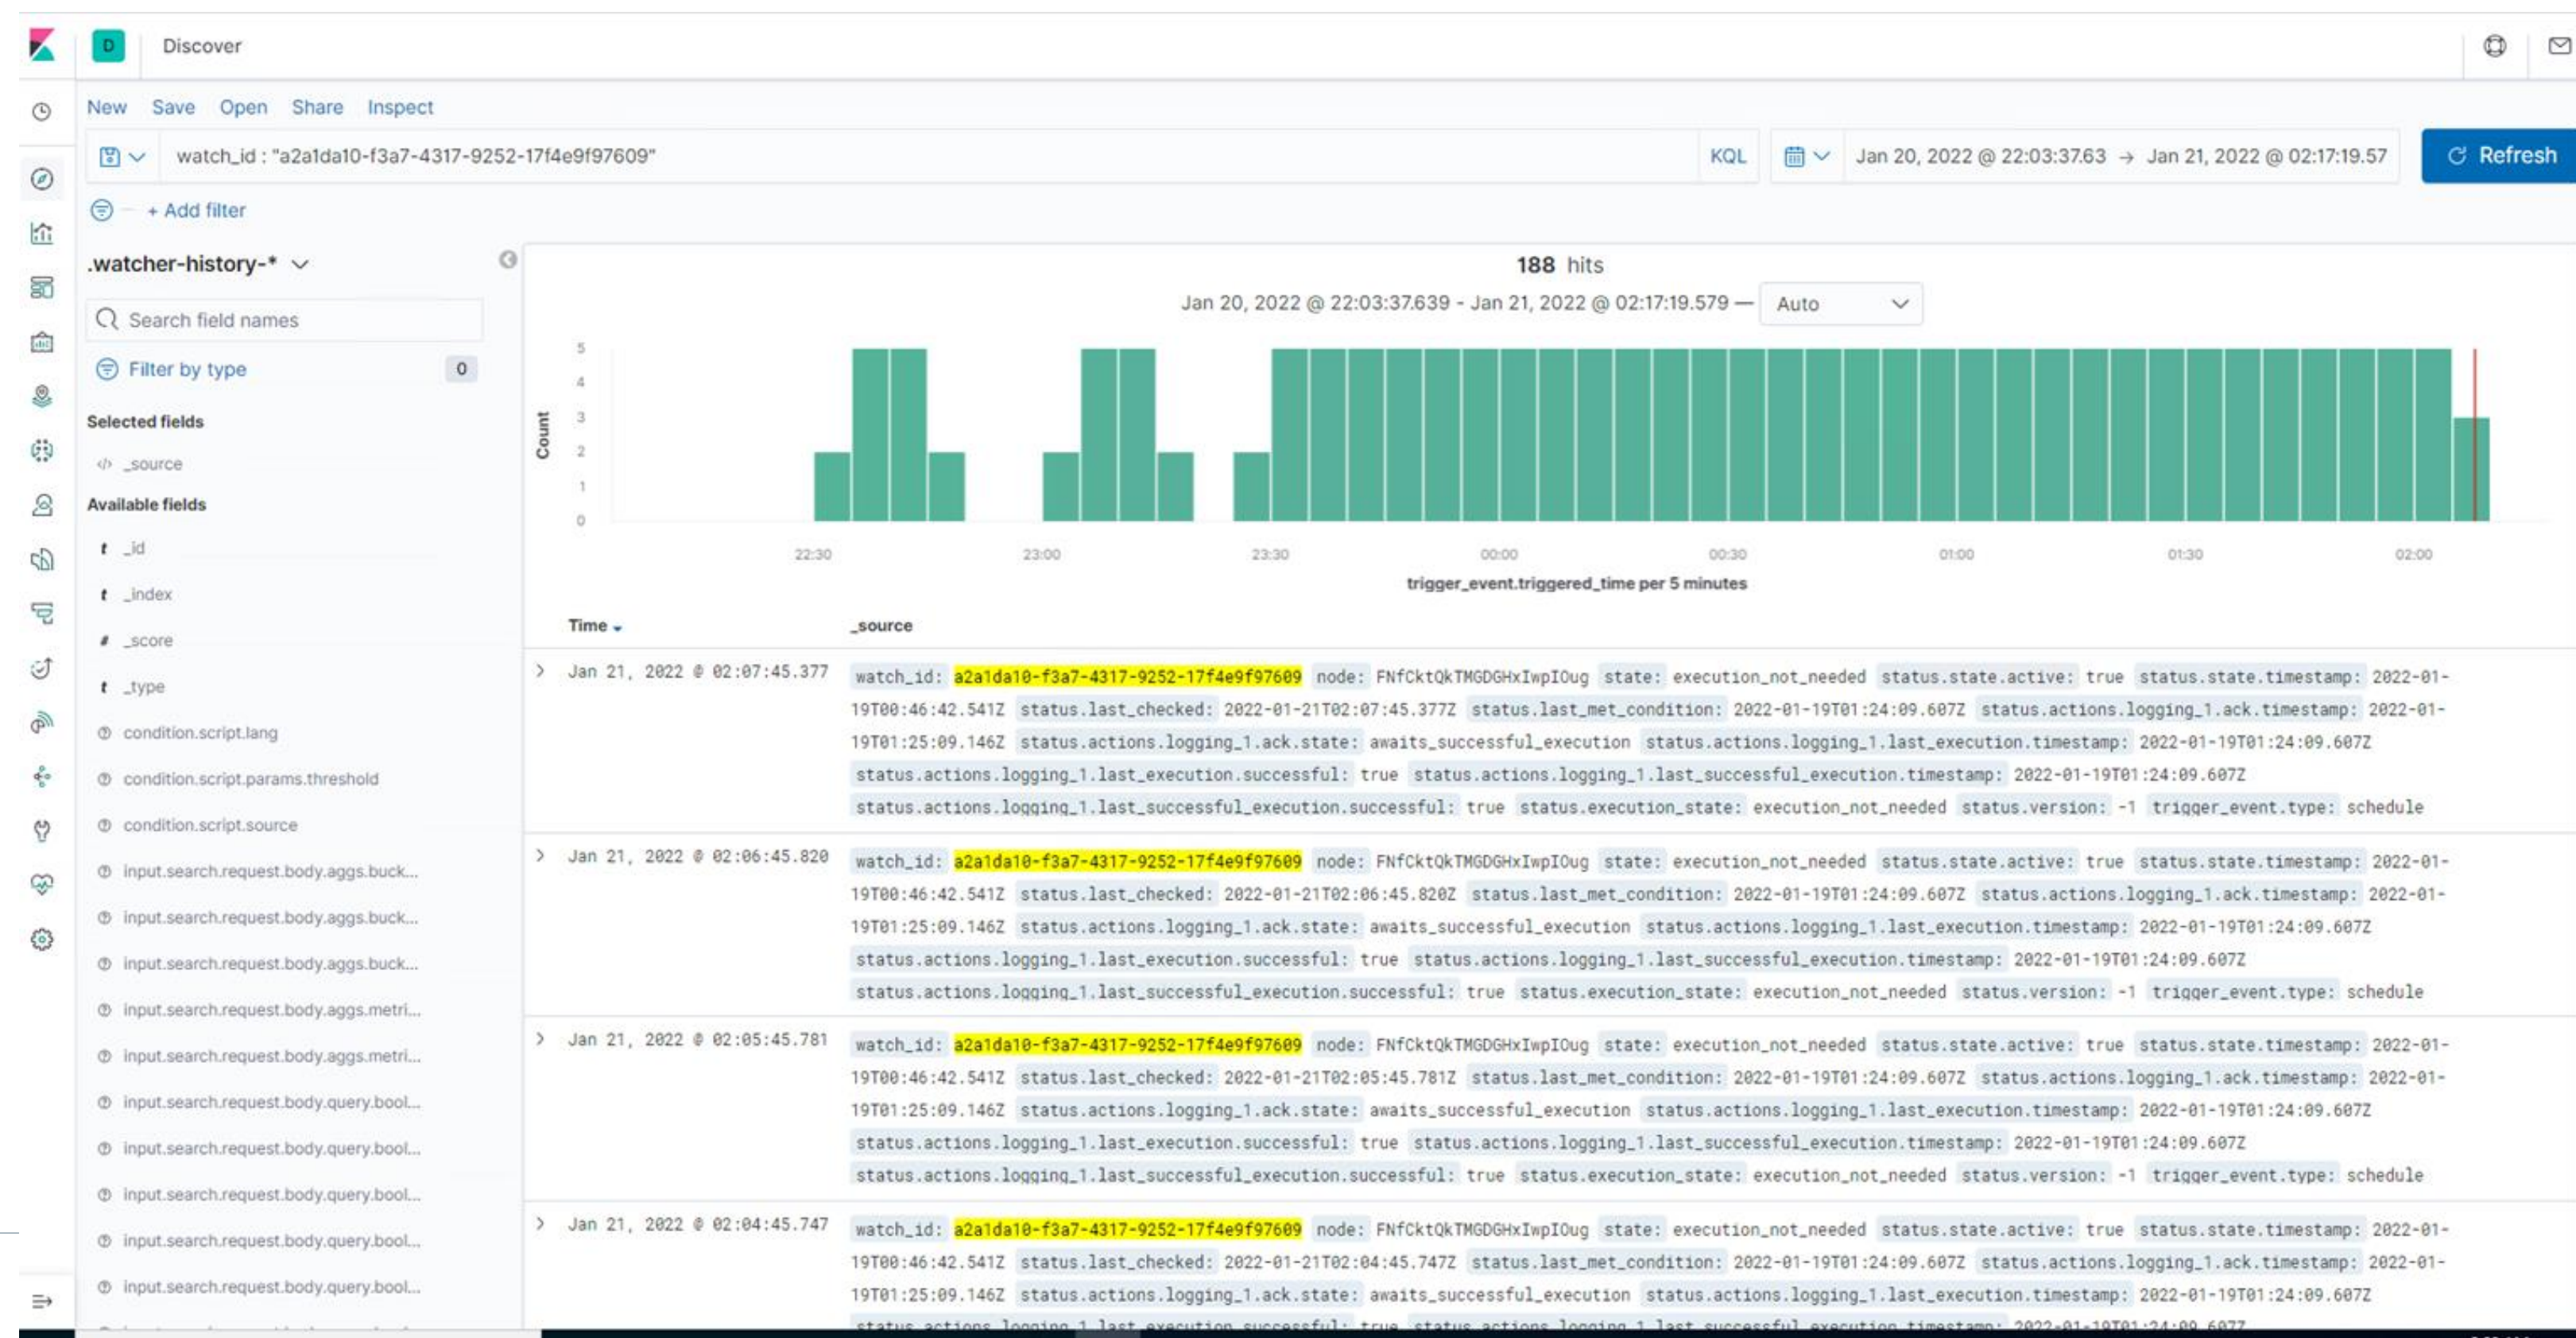 D Discover
New Save Open Share Inspect
watch_id : "a2a1da10-f3a7-4317-9252-17f4e9f97609" KQL Jan 20, 2022 @ 22:03:37.63 → Jan 21, 2022 @ 02:17:19.57 Refresh
+ Add filter
.watcher-history-*
Search field names
Filter by type 0
Selected fields
</> _source
Available fields
t _id
t _index
# _score
t _type
condition.script.lang
condition.script.params.threshold
condition.script.source
input.search.request.body.aggs.buck...
input.search.request.body.aggs.buck...
input.search.request.body.aggs.buck...
input.search.request.body.aggs.metri...
input.search.request.body.aggs.metri...
input.search.request.body.query.bool...
input.search.request.body.query.bool...
input.search.request.body.query.bool...
input.search.request.body.query.bool...
input.search.request.body.query.bool...
188 hits
Jan 20, 2022 @ 22:03:37.639 - Jan 21, 2022 @ 02:17:19.579 — Auto
Count
5
4
3
2
1
0
22:30 23:00 23:30 00:00 00:30 01:00 01:30 02:00
trigger_event.triggered_time per 5 minutes
Time _source
Jan 21, 2022 @ 02:07:45.377 watch_id: a2a1da10-f3a7-4317-9252-17f4e9f97609 node: FNfCktQkTMGDGHxIwpIOug state: execution_not_needed status.state.active: true status.state.timestamp: 2022-01-
19T00:46:42.541Z status.last_checked: 2022-01-21T02:07:45.377Z status.last_met_condition: 2022-01-19T01:24:09.607Z status.actions.logging_1.ack.timestamp: 2022-01-
19T01:25:09.146Z status.actions.logging_1.ack.state: awaits_successful_execution status.actions.logging_1.last_execution.timestamp: 2022-01-19T01:24:09.607Z
status.actions.logging_1.last_execution.successful: true status.actions.logging_1.last_successful_execution.timestamp: 2022-01-19T01:24:09.607Z
status.actions.logging_1.last_successful_execution.successful: true status.execution_state: execution_not_needed status.version: -1 trigger_event.type: schedule
Jan 21, 2022 @ 02:06:45.820 watch_id: a2a1da10-f3a7-4317-9252-17f4e9f97609 node: FNfCktQkTMGDGHxIwpIOug state: execution_not_needed status.state.active: true status.state.timestamp: 2022-01-
19T00:46:42.541Z status.last_checked: 2022-01-21T02:06:45.820Z status.last_met_condition: 2022-01-19T01:24:09.607Z status.actions.logging_1.ack.timestamp: 2022-01-
19T01:25:09.146Z status.actions.logging_1.ack.state: awaits_successful_execution status.actions.logging_1.last_execution.timestamp: 2022-01-19T01:24:09.607Z
status.actions.logging_1.last_execution.successful: true status.actions.logging_1.last_successful_execution.timestamp: 2022-01-19T01:24:09.607Z
status.actions.logging_1.last_successful_execution.successful: true status.execution_state: execution_not_needed status.version: -1 trigger_event.type: schedule
Jan 21, 2022 @ 02:05:45.781 watch_id: a2a1da10-f3a7-4317-9252-17f4e9f97609 node: FNfCktQkTMGDGHxIwpIOug state: execution_not_needed status.state.active: true status.state.timestamp: 2022-01-
19T00:46:42.541Z status.last_checked: 2022-01-21T02:05:45.781Z status.last_met_condition: 2022-01-19T01:24:09.607Z status.actions.logging_1.ack.timestamp: 2022-01-
19T01:25:09.146Z status.actions.logging_1.ack.state: awaits_successful_execution status.actions.logging_1.last_execution.timestamp: 2022-01-19T01:24:09.607Z
status.actions.logging_1.last_execution.successful: true status.actions.logging_1.last_successful_execution.timestamp: 2022-01-19T01:24:09.607Z
status.actions.logging_1.last_successful_execution.successful: true status.execution_state: execution_not_needed status.version: -1 trigger_event.type: schedule
Jan 21, 2022 @ 02:04:45.747 watch_id: a2a1da10-f3a7-4317-9252-17f4e9f97609 node: FNfCktQkTMGDGHxIwpIOug state: execution_not_needed status.state.active: true status.state.timestamp: 2022-01-
19T00:46:42.541Z status.last_checked: 2022-01-21T02:04:45.747Z status.last_met_condition: 2022-01-19T01:24:09.607Z status.actions.logging_1.ack.timestamp: 2022-01-
19T01:25:09.146Z status.actions.logging_1.ack.state: awaits_successful_execution status.actions.logging_1.last_execution.timestamp: 2022-01-19T01:24:09.607Z
status.actions.logging_1.last_execution.successful: true status.actions.logging_1.last_successful_execution.timestamp: 2022-01-19T01:24:09.607Z